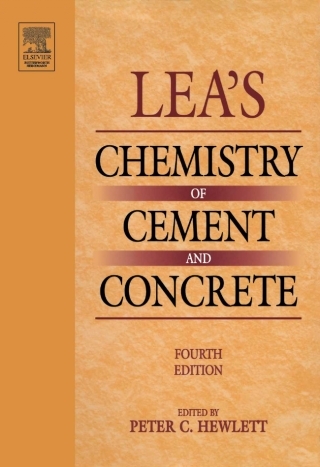 ELSEVIER
LEA'S
CHEMISTRY
OF
CEMENT
AND
CONCRETE
FOURTH
EDITION
EDITED BY
PETER C. HEWLETT